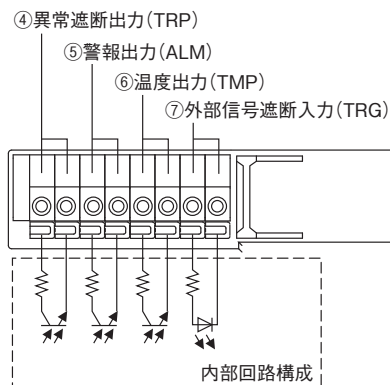 ④異常遮断出力(TRP)
⑤警報出力(ALM)
⑥温度出力(TMP)
⑦外部信号遮断入力(TRG)
内部回路構成